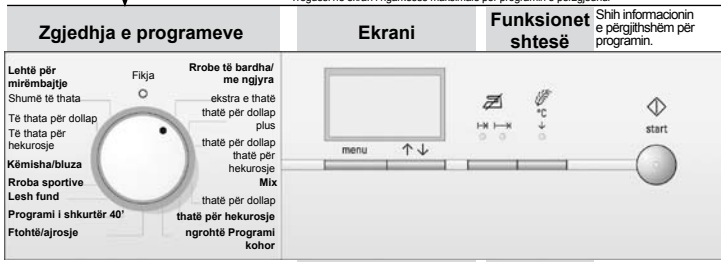 Zgjedhja e programeve
Ekrani
Funksionet shtesë
Shih informacionin
e përgjithshëm për
programin.
Lehtë për
mirëmbajtje
Shumë të thata
Të thata për dollap
Të thata për
hekurosje
Këmisha/bluza
Rroba sportive
Lesh fund
Programi i shkurtër 40'
Ftohtë/ajrosje
Fikja
Rrobe të bardha/
me ngjyra
ekstra e thatë
thatë për dollap
plus
thatë për dollap
thatë për
hekurosje
Mix
thatë për dollap
thatë për hekurosje
ngrohtë Programi
kohor
menu
°C
start